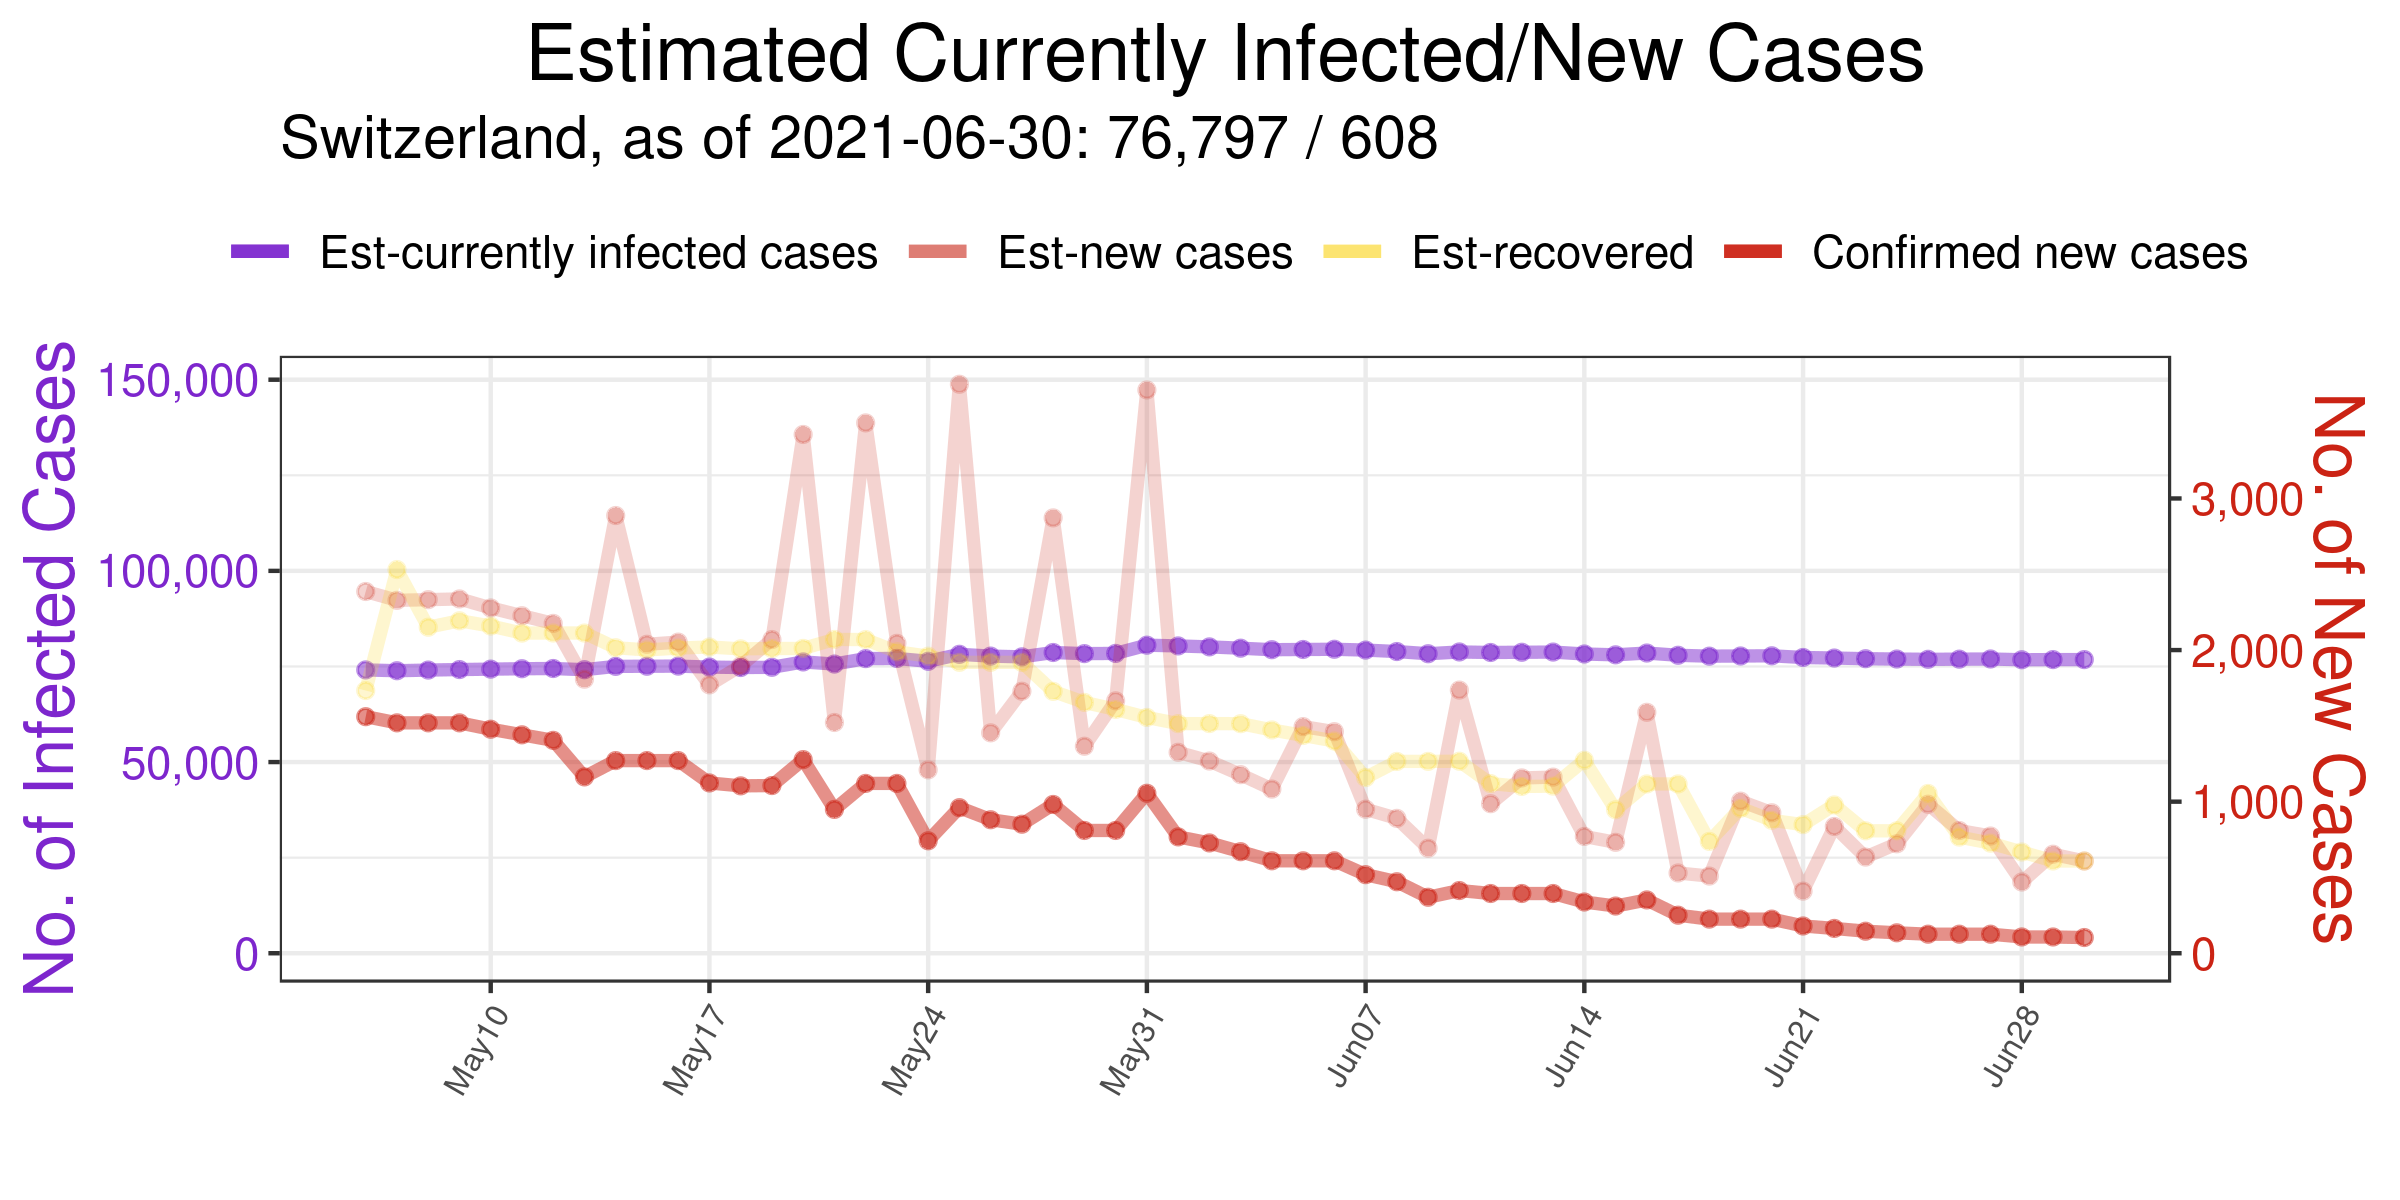 Estimated Currently Infected/New Cases
Switzerland, as of 2021-06-30: 76,797 / 608
Est-currently infected cases Est-new cases Est-recovered Confirmed new cases
No. of Infected Cases
150,000
100,000
50,000
0
3,000
2,000
1,000
0
No. of New Cases
May10 May17 May24 May31 Jun07 Jun14 Jun21 Jun28